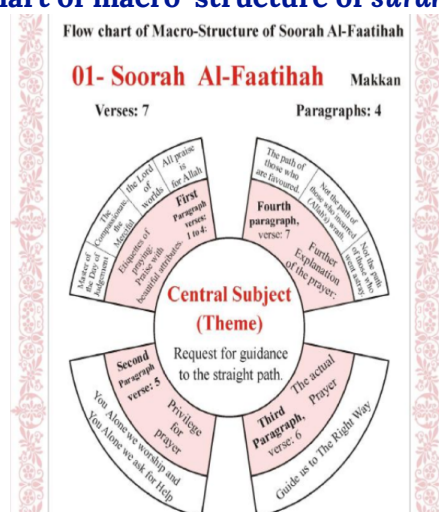 art of macro-structure of surah
Flow chart of Macro-Structure of Soorah Al-Faatihah
01- Soorah Al-Faatihah Makkan
Verses: 7 Paragraphs: 4
All praise
is
for Allah
the Lord
of
worlds
The
Compassionate,
the
Merciful
Master of
the Day of
Judgement
First
Paragraph
verses:
1 to4:
Etiquettes of
praying:
Praise with
beautiful attributes.
The path of
those who
are favoured.
Not the path of
those who incurred
(Allah's) wrath,
Not the path
of those who
went astray.
Fourth
paragraph,
verse: 7
Further
Explanation
of the prayer:
Central Subject
(Theme)
Request for guidance
to the straight path.
Second
Paragraph
verse: 5
Privilege
for
prayer
You Alone we worship and
You Alone we ask for Help
Third
Paragraph,
verse: 6
The actual
Prayer
Guide us to The Right Way